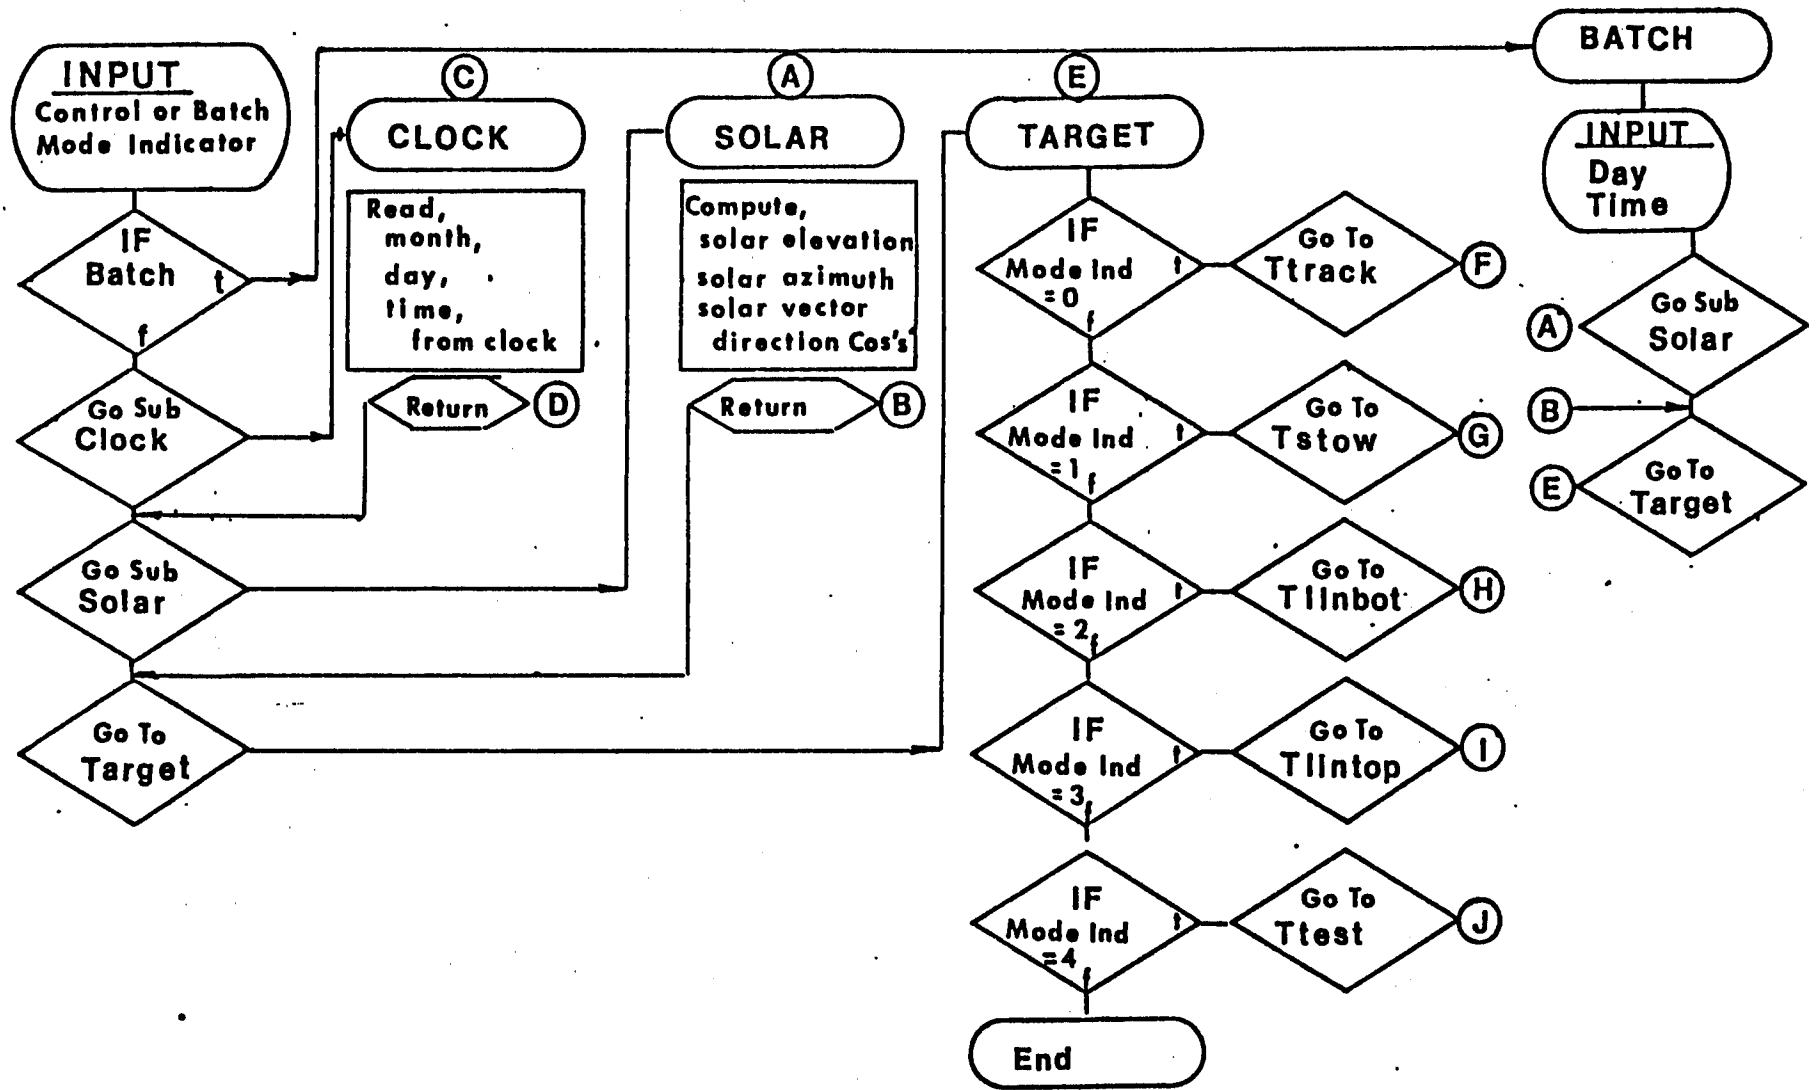 INPUT
Control or Batch
Mode Indicator
IF
Batch
t
f
Go Sub
Clock
Go Sub
Solar
Go To
Target
C
CLOCK
Read,
month,
day,
time,
from clock
Return
D
A
SOLAR
Compute,
solar elevation
solar azimuth
solar vector
direction Cos's
Return
B
E
TARGET
IF
Mode Ind
=0
t
f
Go To
Ttrack
F
IF
Mode Ind
=1
t
f
Go To
Tstow
G
IF
Mode Ind
=2
t
f
Go To
Tlinbot
H
IF
Mode Ind
=3
t
f
Go To
Tlintop
I
IF
Mode Ind
=4
t
f
Go To
Ttest
J
End
BATCH
INPUT
Day
Time
A
Go Sub
Solar
B
E
Go To
Target